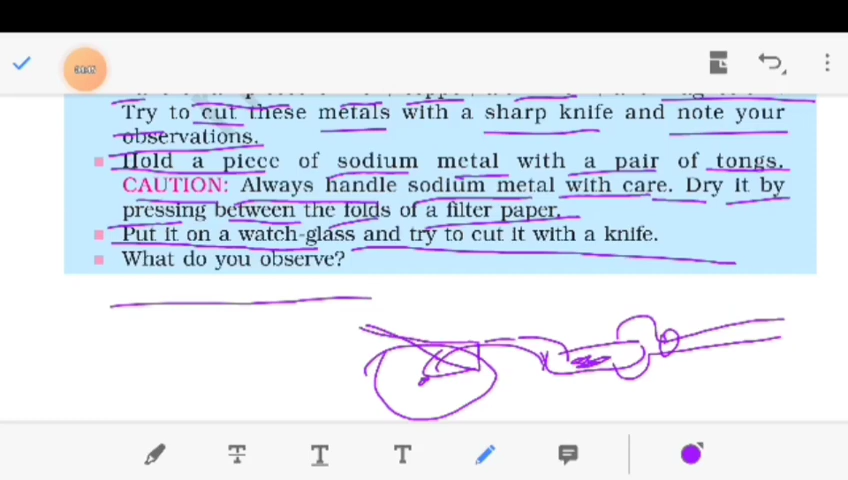 Try to cut these metals with a sharp knife and note your
observations.
Hold a piece of sodium metal with a pair of tongs.
CAUTION: Always handle sodium metal with care. Dry it by
pressing between the folds of a filter paper.
Put it on a watch-glass and try to cut it with a knife.
What do you observe?
T T T